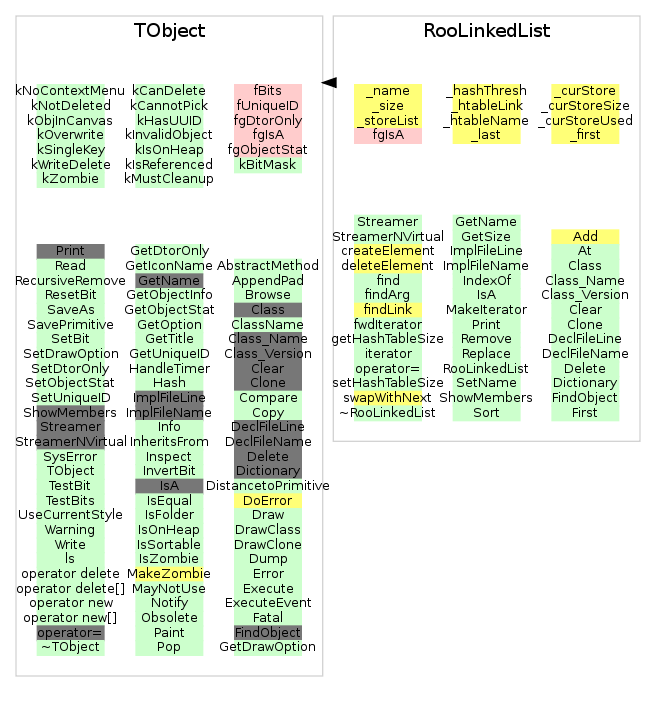 TObject
kNoContextMenu kCanDelete fBits
kNotDeleted kCannotPick fUniqueID
kObjInCanvas kHasUUID fgDtorOnly
kOverwrite kInvalidObject fgIsA
kSingleKey kIsOnHeap fgObjectStat
kWriteDelete kIsReferenced kBitMask
kZombie kMustCleanup
Print GetDtorOnly
Read GetIconName AbstractMethod
RecursiveRemove GetName AppendPad
ResetBit GetObjectInfo Browse
SaveAs GetObjectStat Class
SavePrimitive GetOption ClassName
SetBit GetTitle Class_Name
SetDrawOption GetUniqueID Class_Version
SetDtorOnly HandleTimer Clear
SetObjectStat Hash Clone
SetUniqueID ImplFileLine Compare
ShowMembers ImplFileName Copy
Streamer Info DeclFileLine
StreamerNVirtual InheritsFrom DeclFileName
SysError Inspect Delete
TObject InvertBit Dictionary
TestBit IsA DistancetoPrimitive
TestBits IsEqual DoError
UseCurrentStyle IsFolder Draw
Warning IsOnHeap DrawClass
Write IsSortable DrawClone
ls IsZombie Dump
operator delete MakeZombie Error
operator delete[] MayNotUse Execute
operator new Notify ExecuteEvent
operator new[] Obsolete Fatal
operator= Paint FindObject
~TObject Pop GetDrawOption
RooLinkedList
_name _hashThresh _curStore
_size _htableLink _curStoreSize
_storeList _htableName _curStoreUsed
fgIsA _last _first
Streamer GetName
StreamerNVirtual GetSize Add
createElement ImplFileLine At
deleteElement ImplFileName Class
find IndexOf Class_Name
findArg IsA Class_Version
findLink MakeIterator Clear
fwdIterator Print Clone
getHashTableSize Remove DeclFileLine
iterator Replace DeclFileName
operator= RooLinkedList Delete
setHashTableSize SetName Dictionary
swapWithNext ShowMembers FindObject
~RooLinkedList Sort First